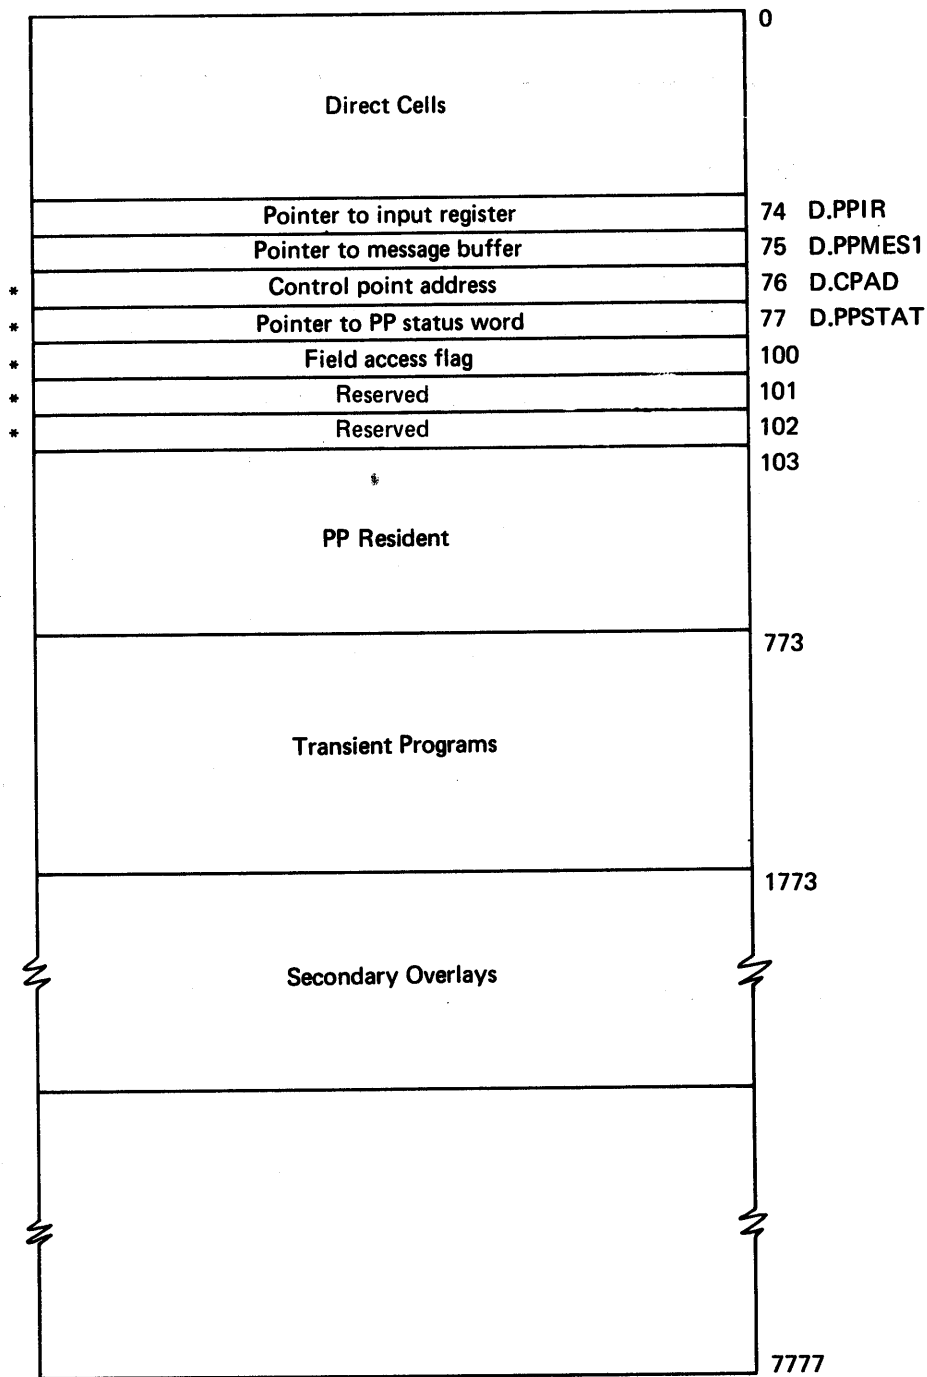 0
Direct Cells
Pointer to input register 74 D.PPIR
Pointer to message buffer 75 D.PPMES1
* Control point address 76 D.CPAD
* Pointer to PP status word 77 D.PPSTAT
* Field access flag 100
* Reserved 101
* Reserved 102
103
PP Resident
773
Transient Programs
1773
Secondary Overlays
7777